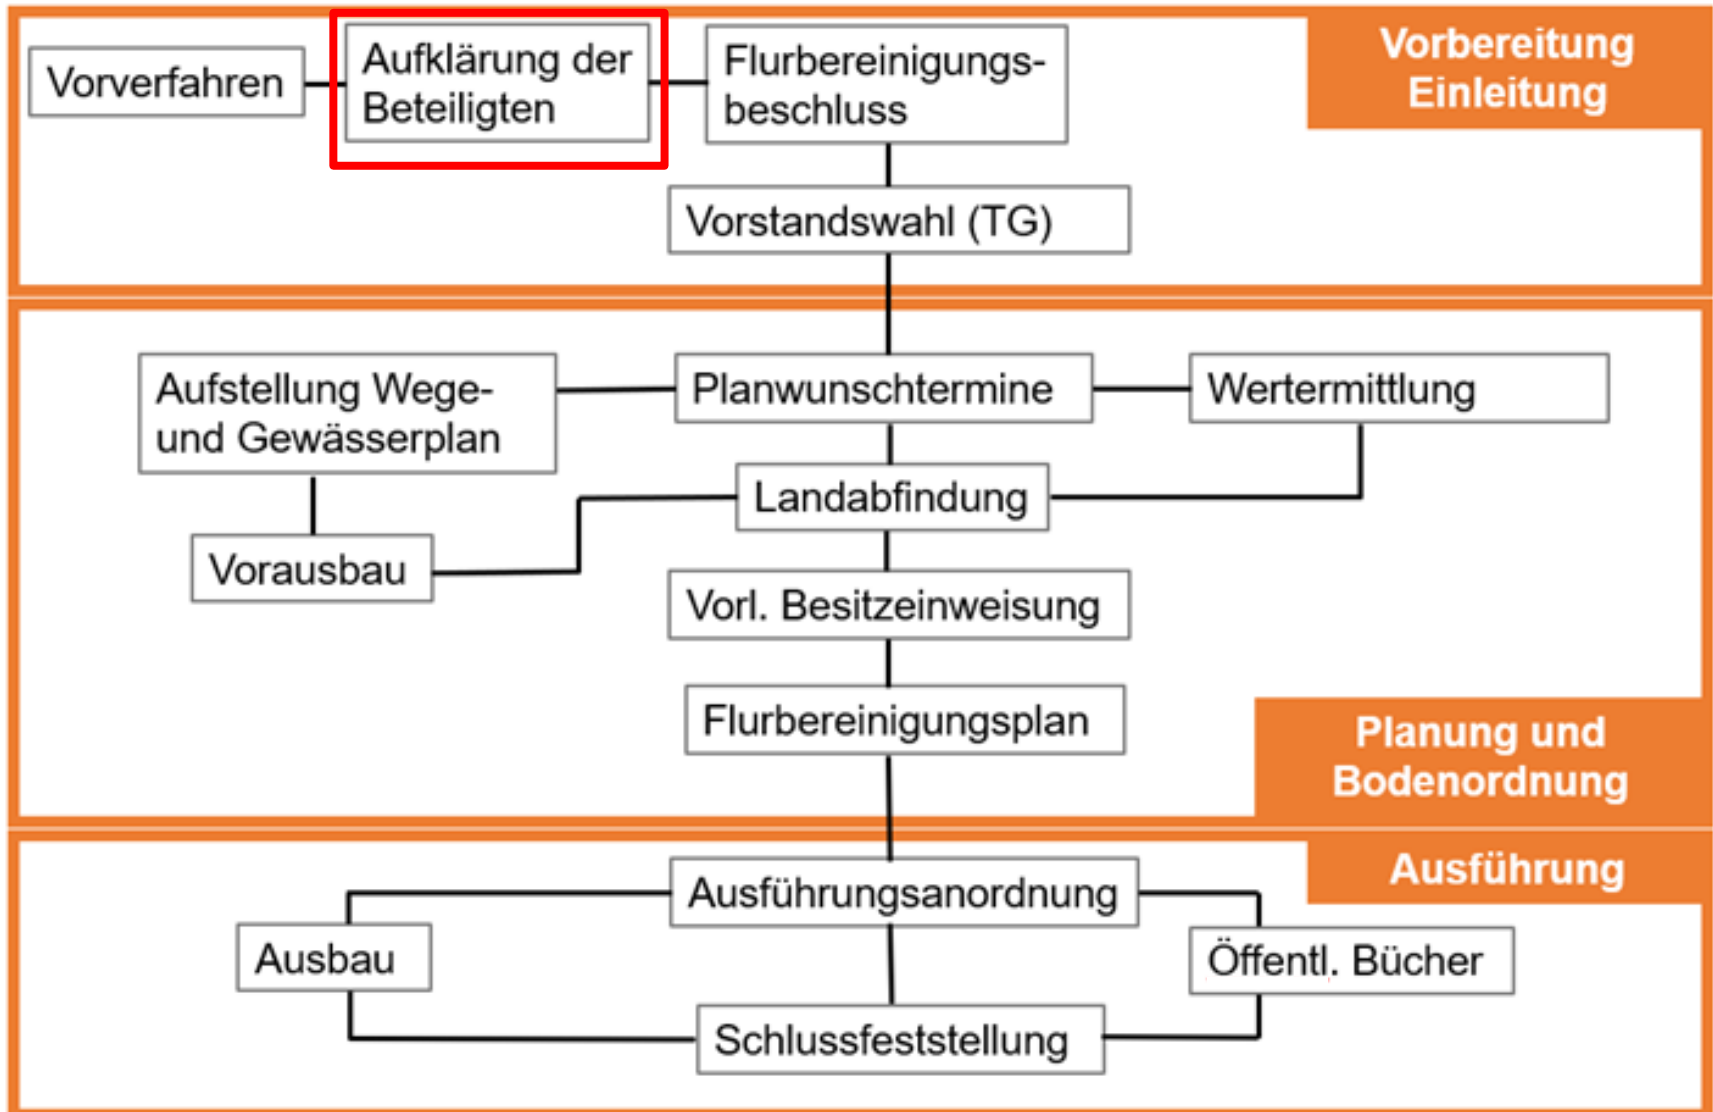 Vorverfahren
Aufklärung der
Beteiligten
Flurbereinigungs-
beschluss
Vorbereitung
Einleitung
Vorstandswahl (TG)
Aufstellung Wege-
und Gewässerplan
Planwunschtermine
Wertermittlung
Landabfindung
Vorausbau
Vorl. Besitzeinweisung
Flurbereinigungsplan
Planung und
Bodenordnung
Ausführung
Ausführungsanordnung
Ausbau
Öffentl. Bücher
Schlussfeststellung